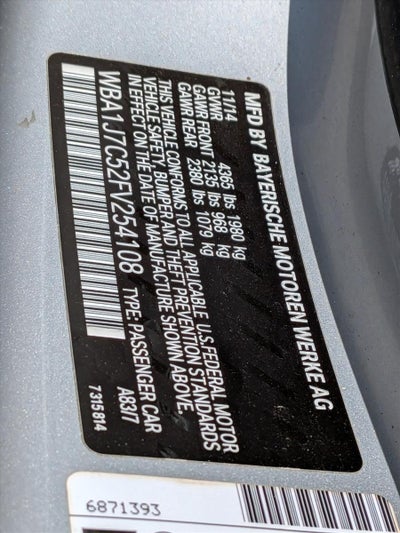 MFD BY BAYERISCHE MOTOREN WERKE AG
11/14
GVWR 4365 lbs 1980 kg
GAWR FRONT 2135 lbs 968 kg
GAWR REAR 2380 lbs 1079 kg
THIS VEHICLE CONFORMS TO ALL APPLICABLE U.S. FEDERAL MOTOR
VEHICLE SAFETY, BUMPER AND THEFT PREVENTION STANDARDS
IN EFFECT ON THE DATE OF MANUFACTURE SHOWN ABOVE.
WBA1J7C52FV254108 TYPE: PASSENGER CAR
A8317
7315814
6871393